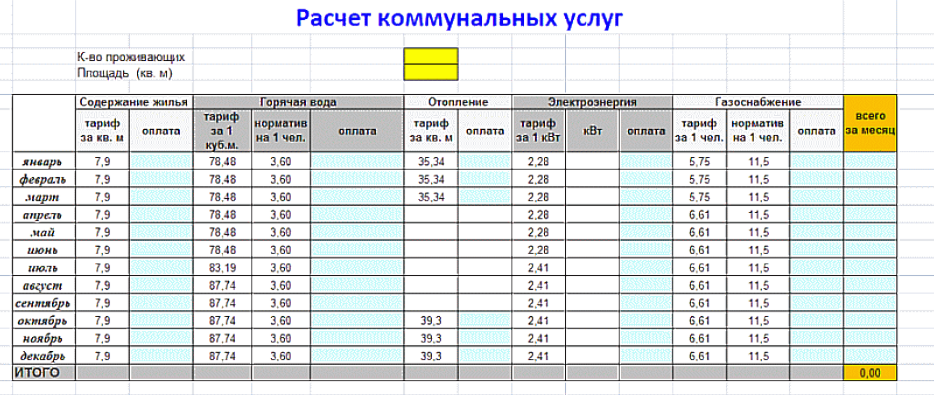 Расчет коммунальных услуг
К-во проживающих
Площадь (кв. м)
Содержание жилья Горячая вода Отопление Электроэнергия Газоснабжение всего за месяц
тариф за кв. м оплата тариф за 1 куб.м. норматив на 1 чел. оплата тариф за кв. м оплата тариф за 1 кВт кВт оплата тариф за 1 чел. норматив на 1 чел. оплата
январь 7,9 78,48 3,60 35,34 2,28 5,75 11,5
февраль 7,9 78,48 3,60 35,34 2,28 5,75 11,5
март 7,9 78,48 3,60 35,34 2,28 5,75 11,5
апрель 7,9 78,48 3,60 2,28 6,61 11,5
май 7,9 78,48 3,60 2,28 6,61 11,5
июнь 7,9 78,48 3,60 2,28 6,61 11,5
июль 7,9 83,19 3,60 2,41 6,61 11,5
август 7,9 87,74 3,60 2,41 6,61 11,5
сентябрь 7,9 87,74 3,60 2,41 6,61 11,5
октябрь 7,9 87,74 3,60 39,3 2,41 6,61 11,5
ноябрь 7,9 87,74 3,60 39,3 2,41 6,61 11,5
декабрь 7,9 87,74 3,60 39,3 2,41 6,61 11,5
ИТОГО 0,00